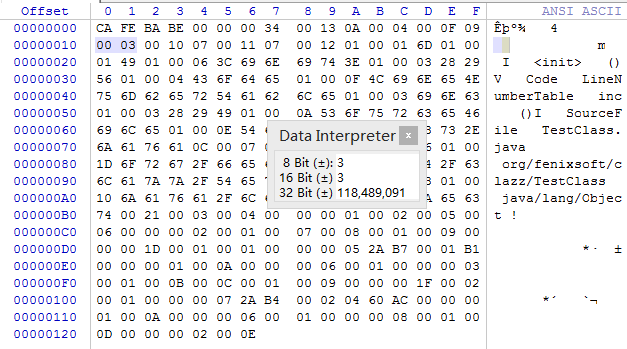 Offset 0 1 2 3 4 5 6 7 8 9 A B C D E F ANSI ASCII
00000000 CA FE BA BE 00 00 00 34 00 13 0A 00 04 00 0F 09 Êþº¾ 4
00000010 00 03 00 10 07 00 11 07 00 12 01 00 01 6D 01 00 m
00000020 01 49 01 00 06 3C 69 6E 69 74 3E 01 00 03 28 29 I <init> ()
00000030 56 01 00 04 43 6F 64 65 01 00 0F 4C 69 6E 65 4E V Code LineN
00000040 75 6D 62 65 72 54 61 62 6C 65 01 00 03 69 6E 63 umberTable inc
00000050 01 00 03 28 29 49 01 00 0A 53 6F 75 72 63 65 46 ()I SourceF
00000060 69 6C 65 01 00 0E 54 73 2E ile TestClass.
00000070 6A 61 76 61 0C 00 07 01 00 java
00000080 1D 6F 72 67 2F 66 65 2F 63 org/fenixsoft/c
00000090 6C 61 7A 7A 2F 54 65 01 00 lazz/TestClass
000000A0 10 6A 61 76 61 2F 6C 65 63 java/lang/Objec
000000B0 74 00 21 00 03 00 04 00 00 00 01 00 02 00 05 00 t !
000000C0 06 00 00 00 02 00 01 00 07 00 08 00 01 00 09 00
000000D0 00 00 1D 00 01 00 01 00 00 00 05 2A B7 00 01 B1 *· ±
000000E0 00 00 00 01 00 0A 00 00 00 06 00 01 00 00 00 03
000000F0 00 01 00 0B 00 0C 00 01 00 09 00 00 00 1F 00 02
00000100 00 01 00 00 00 07 2A B4 00 02 04 60 AC 00 00 00 *´ `¬
00000110 01 00 0A 00 00 00 06 00 01 00 00 00 08 00 01 00
00000120 0D 00 00 00 02 00 0E
Data Interpreter x
8 Bit (±): 3
16 Bit (±) 3
32 Bit (±) 118,489,091